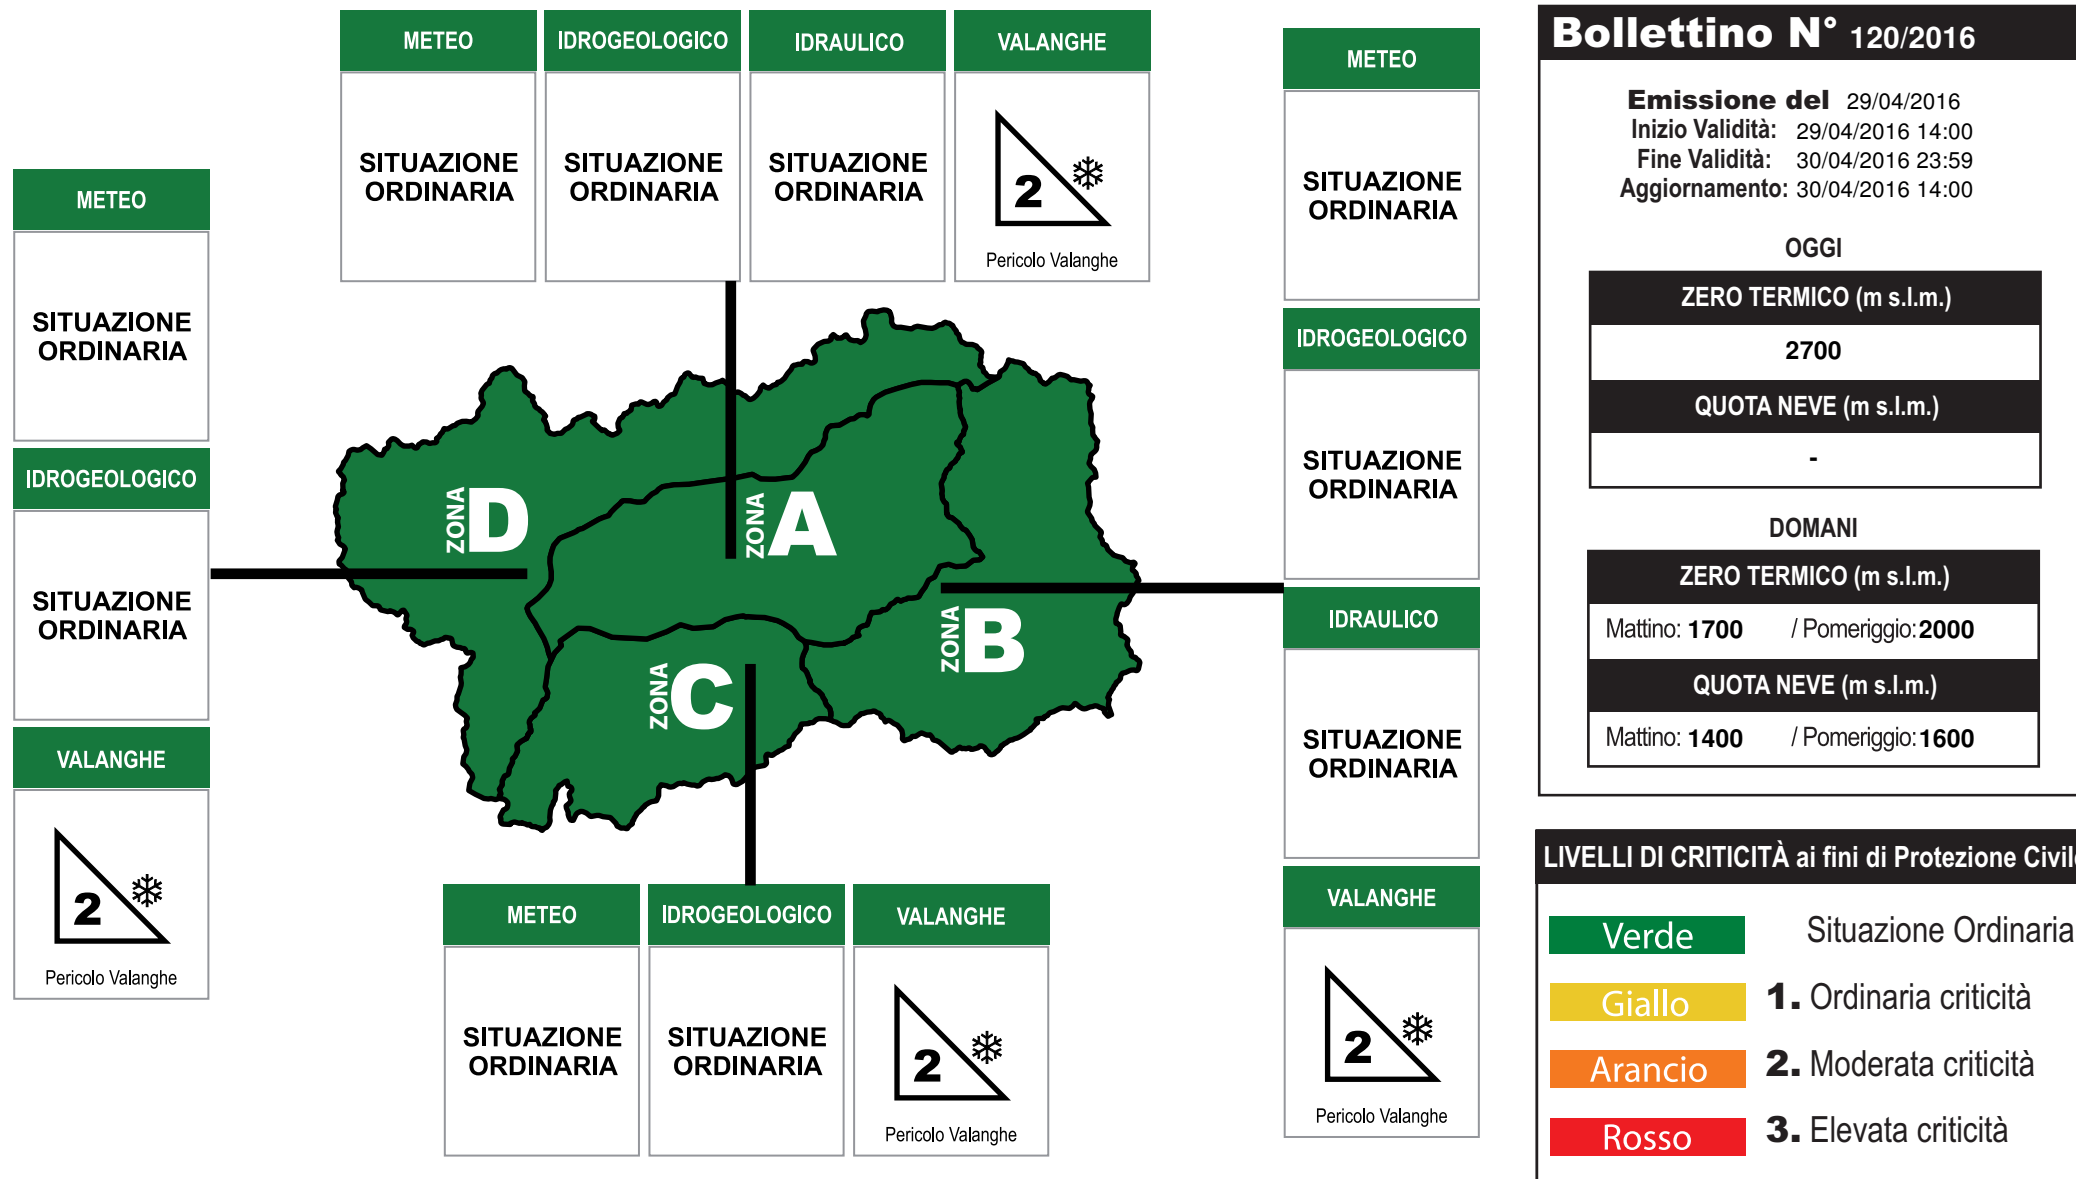 METEO
IDROGEOLOGICO
IDRAULICO
VALANGHE
SITUAZIONE
ORDINARIA
SITUAZIONE
ORDINARIA
SITUAZIONE
ORDINARIA
2
Pericolo Valanghe
METEO
SITUAZIONE
ORDINARIA
IDROGEOLOGICO
SITUAZIONE
ORDINARIA
VALANGHE
2
Pericolo Valanghe
ZONA D
ZONA A
ZONA B
ZONA C
METEO
IDROGEOLOGICO
VALANGHE
SITUAZIONE
ORDINARIA
SITUAZIONE
ORDINARIA
2
Pericolo Valanghe
METEO
SITUAZIONE
ORDINARIA
IDROGEOLOGICO
SITUAZIONE
ORDINARIA
IDRAULICO
SITUAZIONE
ORDINARIA
VALANGHE
2
Pericolo Valanghe
Bollettino N° 120/2016
Emissione del 29/04/2016
Inizio Validità: 29/04/2016 14:00
Fine Validità: 30/04/2016 23:59
Aggiornamento: 30/04/2016 14:00
OGGI
ZERO TERMICO (m s.l.m.)
2700
QUOTA NEVE (m s.l.m.)
-
DOMANI
ZERO TERMICO (m s.l.m.)
Mattino: 1700 / Pomeriggio: 2000
QUOTA NEVE (m s.l.m.)
Mattino: 1400 / Pomeriggio: 1600
LIVELLI DI CRITICITÀ ai fini di Protezione Civile
Verde Situazione Ordinaria
Giallo 1. Ordinaria criticità
Arancio 2. Moderata criticità
Rosso 3. Elevata criticità